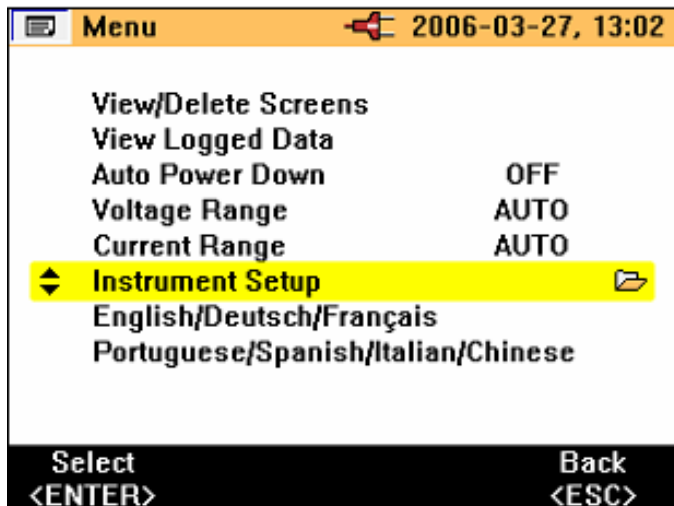 Menu 2006-03-27, 13:02
View/Delete Screens
View Logged Data
Auto Power Down OFF
Voltage Range AUTO
Current Range AUTO
Instrument Setup
English/Deutsch/Français
Portuguese/Spanish/Italian/Chinese
Select Back
<ENTER> <ESC>